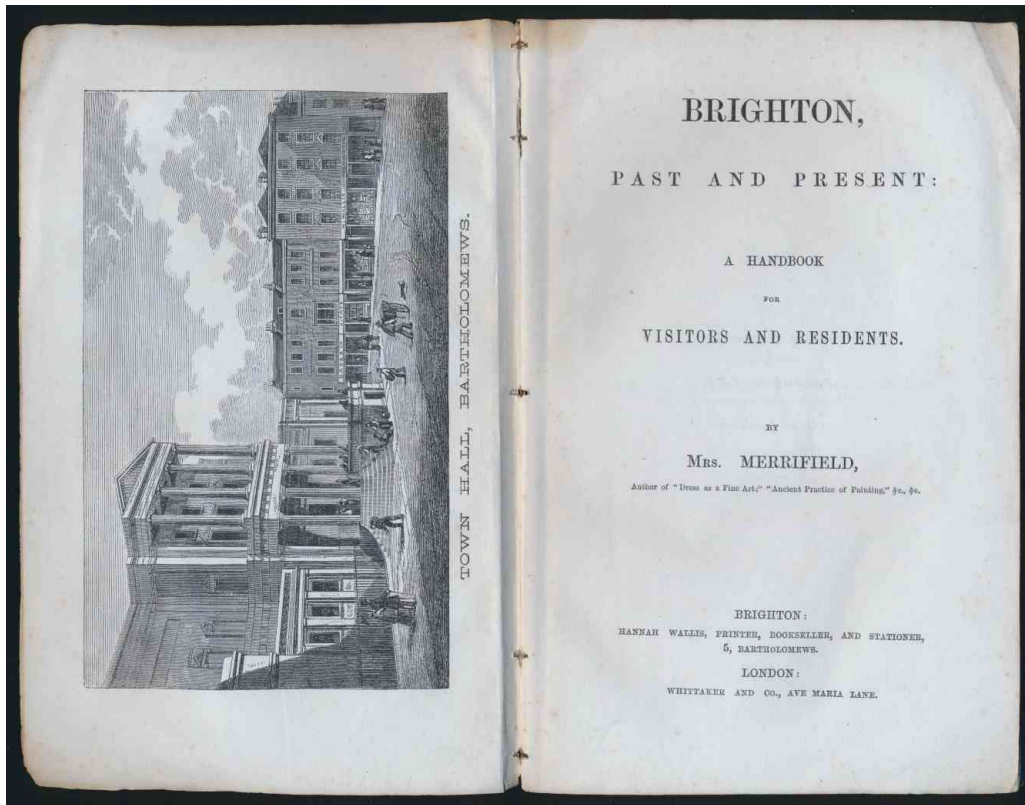 TOWN HALL, BARTHOLOMEWS.
BRIGHTON,
PAST AND PRESENT:
A HANDBOOK
FOR
VISITORS AND RESIDENTS.
BY
MRS. MERRIFIELD,
Author of "Dress as a Fine Art;" "Ancient Practice of Painting," &c., &c.
BRIGHTON:
HANNAH WALLIS, PRINTER, BOOKSELLER, AND STATIONER,
5, BARTHOLOMEWS.
LONDON:
WHITTAKER AND CO., AVE MARIA LANE.